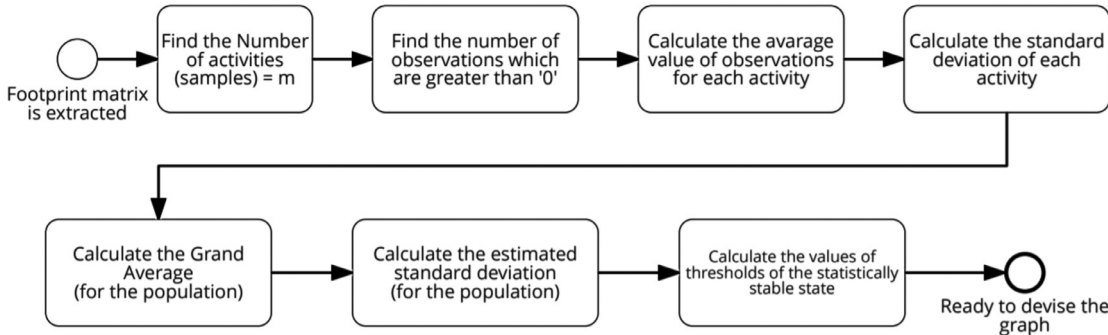 Footprint matrix
is extracted
Find the Number
of activities
(samples) = m
Find the number of
observations which
are greater than '0'
Calculate the avarage
value of observations
for each activity
Calculate the standard
deviation of each
activity
Calculate the Grand
Average
(for the population)
Calculate the estimated
standard deviation
(for the population)
Calculate the values of
thresholds of the statistically
stable state
Ready to devise the
graph